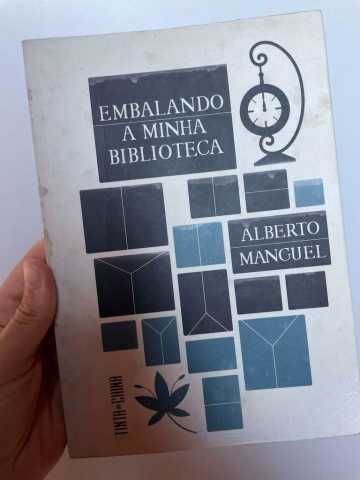 EMBALANDO
A MINHA
BIBLIOTECA
ALBERTO
MANGUEL
TINTA DA CHINA